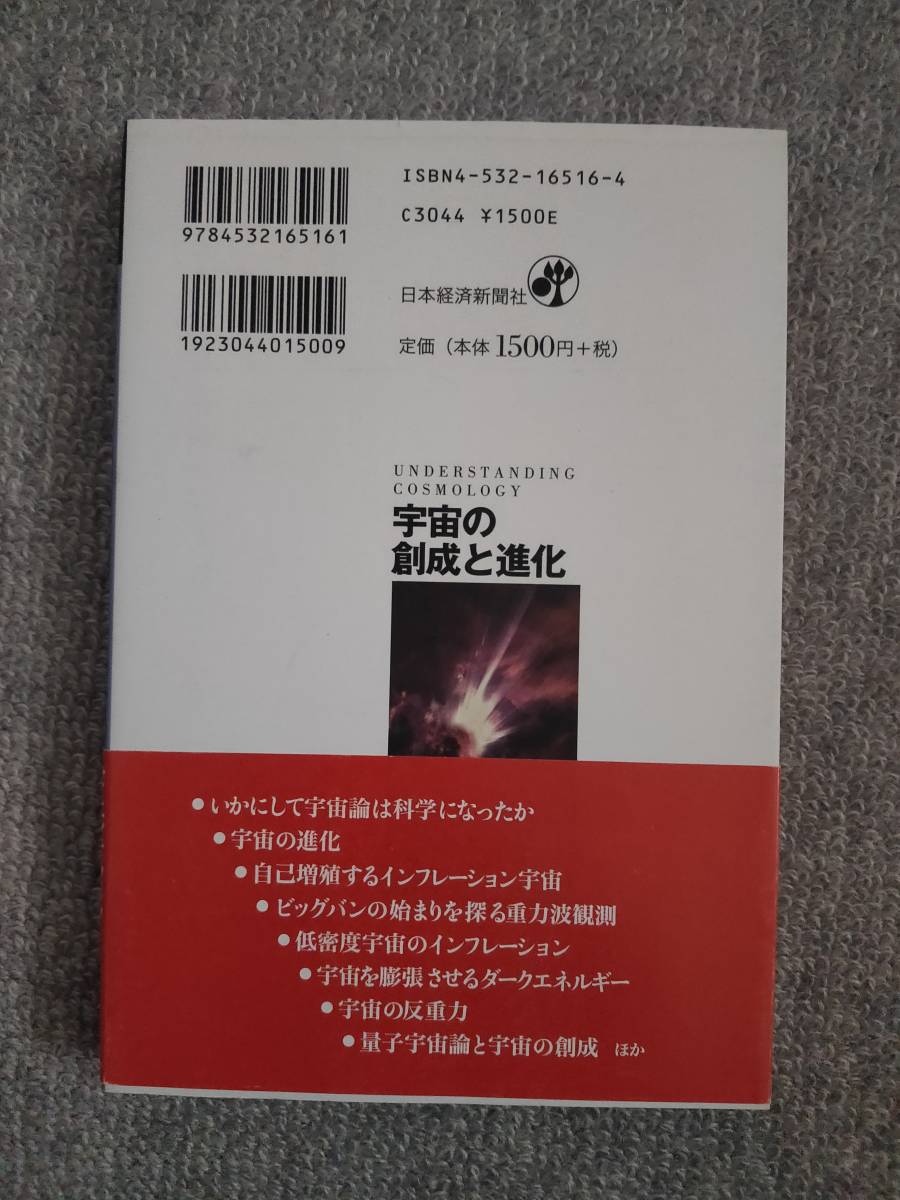 ISBN4-532-16516-4
C3044 ¥1500E
9784532165161
日本経済新聞社
1923044015009
定価（本体1500円+税）
UNDERSTANDING
COSMOLOGY
宇宙の
創成と進化
●いかにして宇宙論は科学になったか
●宇宙の進化
●自己増殖するインフレーション宇宙
●ビッグバンの始まりを探る重力波観測
●低密度宇宙のインフレーション
●宇宙を膨張させるダークエネルギー
●宇宙の反重力
●量子宇宙論と宇宙の創成 ほか